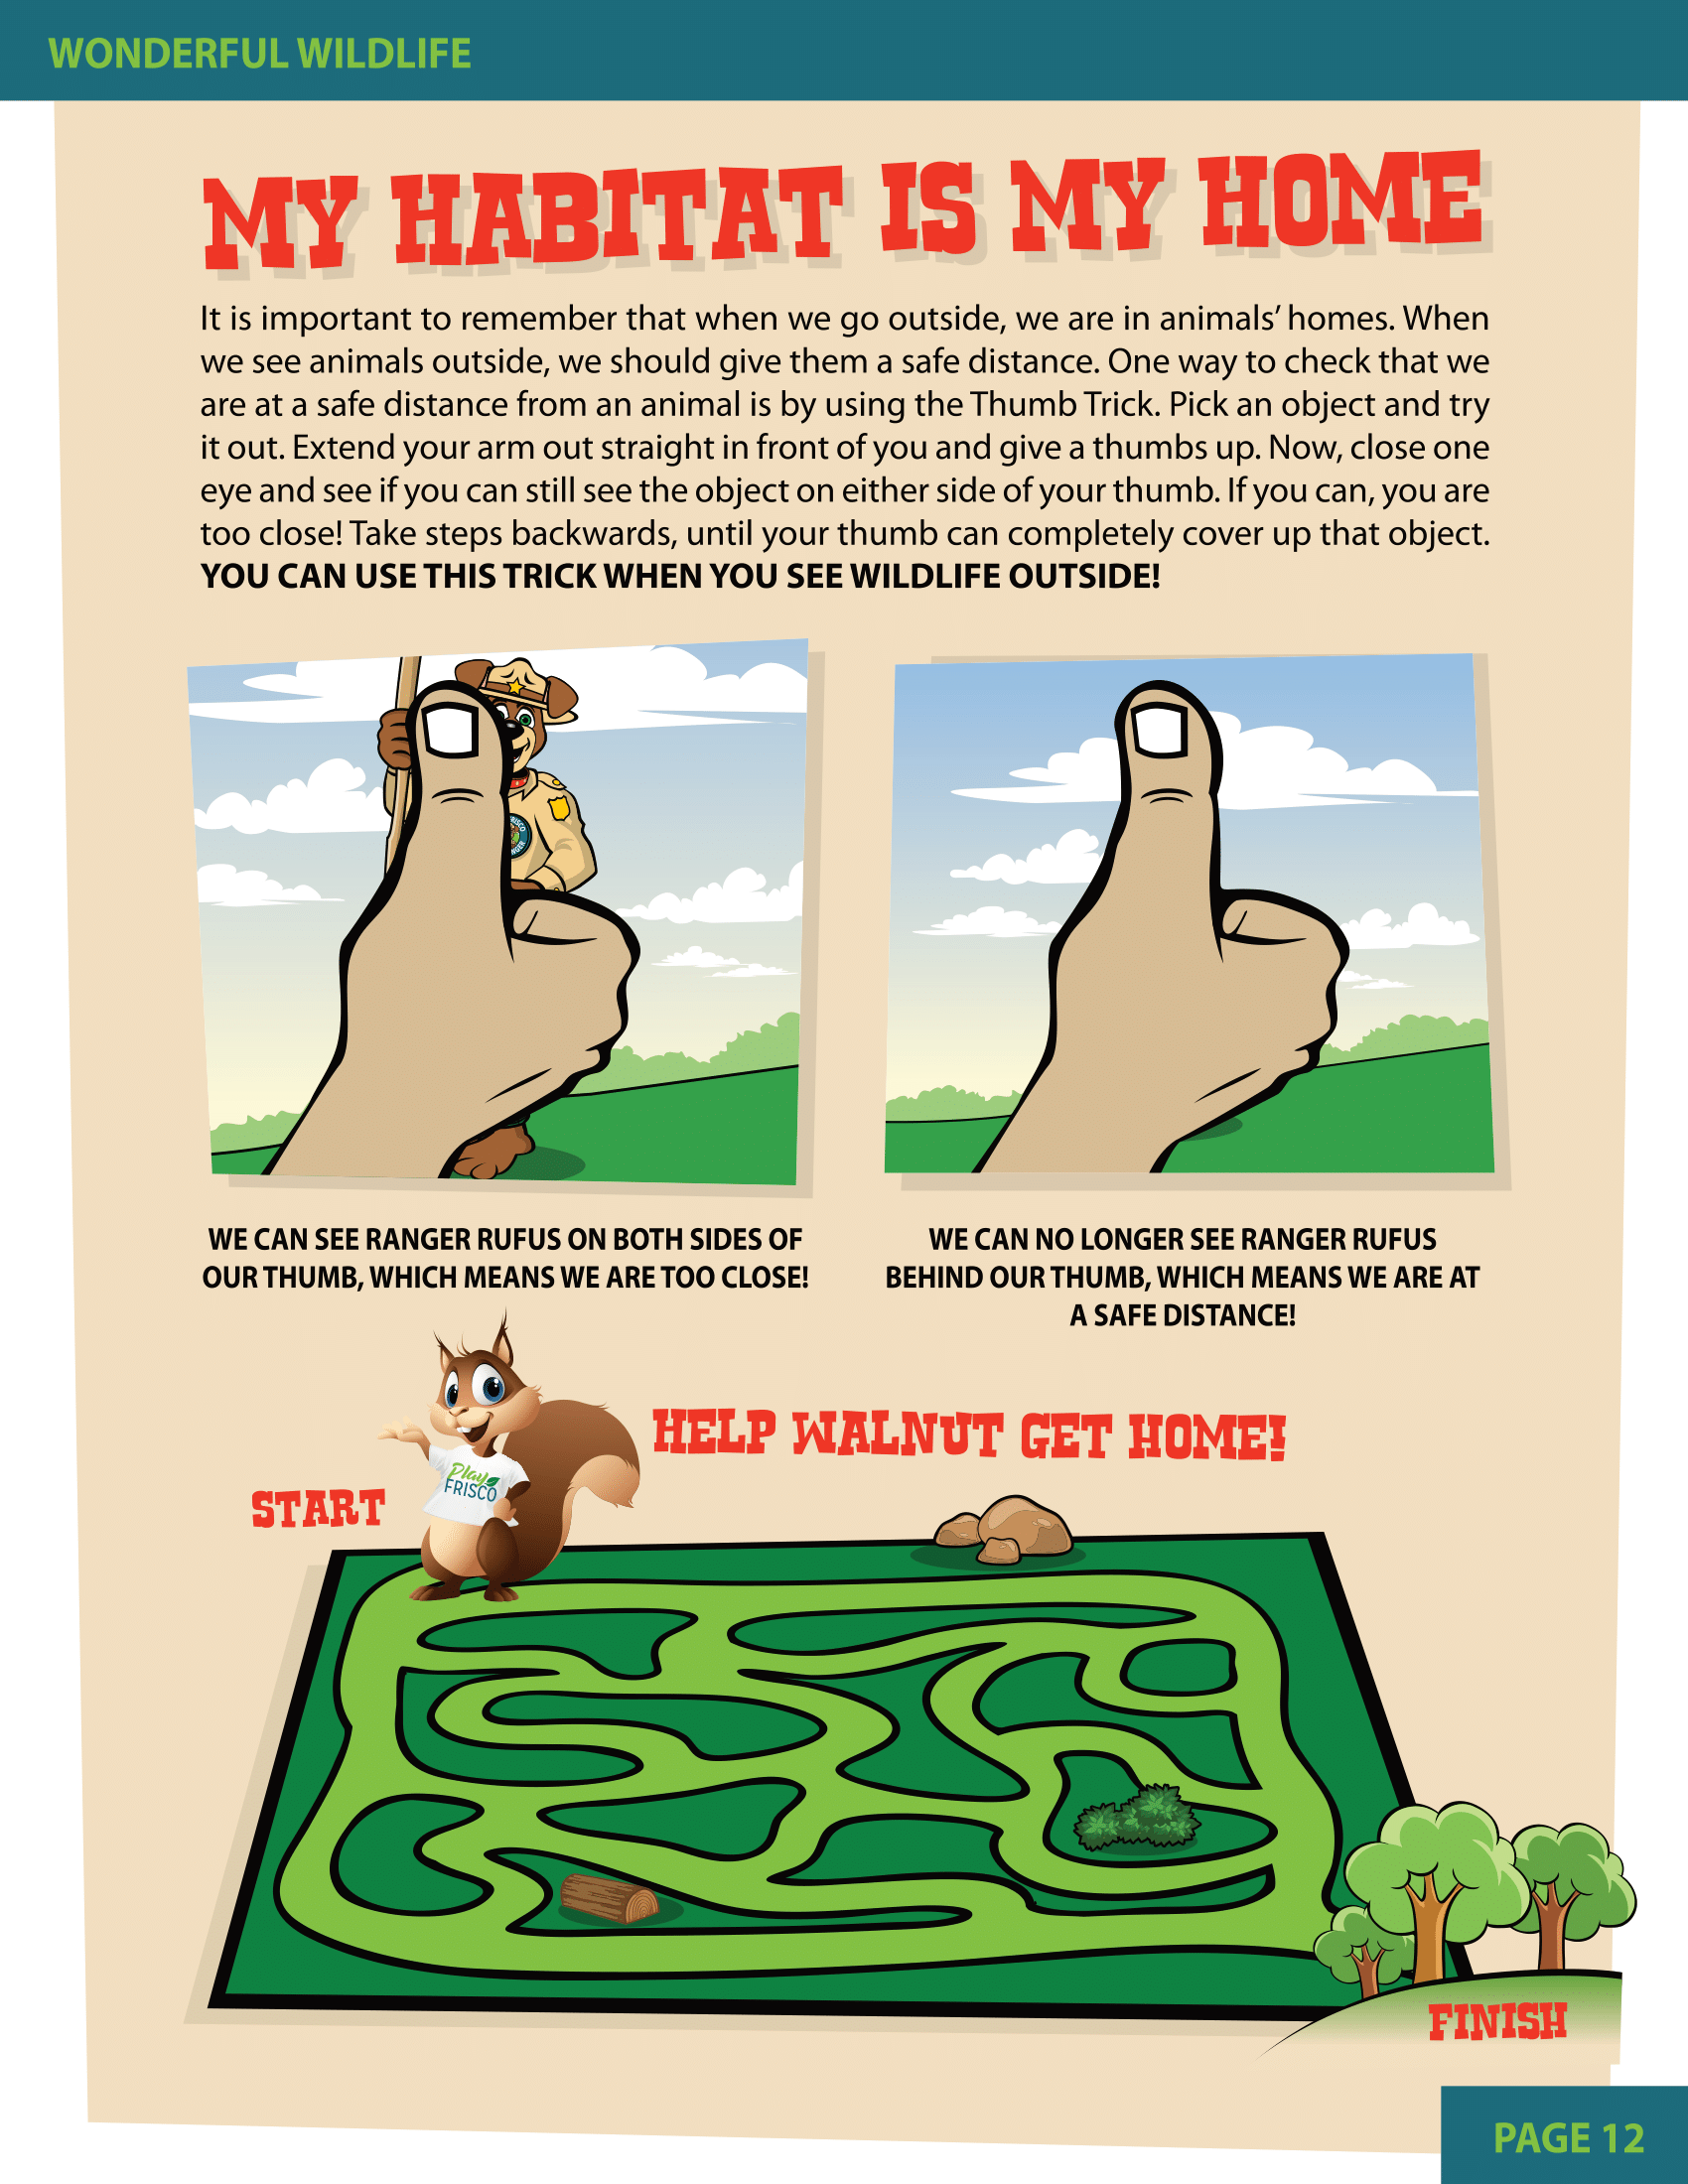 WONDERFUL WILDLIFE
MY HABITAT IS MY HOME
It is important to remember that when we go outside, we are in animals' homes. When
we see animals outside, we should give them a safe distance. One way to check that we
are at a safe distance from an animal is by using the Thumb Trick. Pick an object and try
it out. Extend your arm out straight in front of you and give a thumbs up. Now, close one
eye and see if you can still see the object on either side of your thumb. If you can, you are
too close! Take steps backwards, until your thumb can completely cover up that object.
YOU CAN USE THIS TRICK WHEN YOU SEE WILDLIFE OUTSIDE!
WE CAN SEE RANGER RUFUS ON BOTH SIDES OF
OUR THUMB, WHICH MEANS WE ARE TOO CLOSE!
WE CAN NO LONGER SEE RANGER RUFUS
BEHIND OUR THUMB, WHICH MEANS WE ARE AT
A SAFE DISTANCE!
HELP WALNUT GET HOME!
Play
FRISCO
START
FINISH
PAGE 12